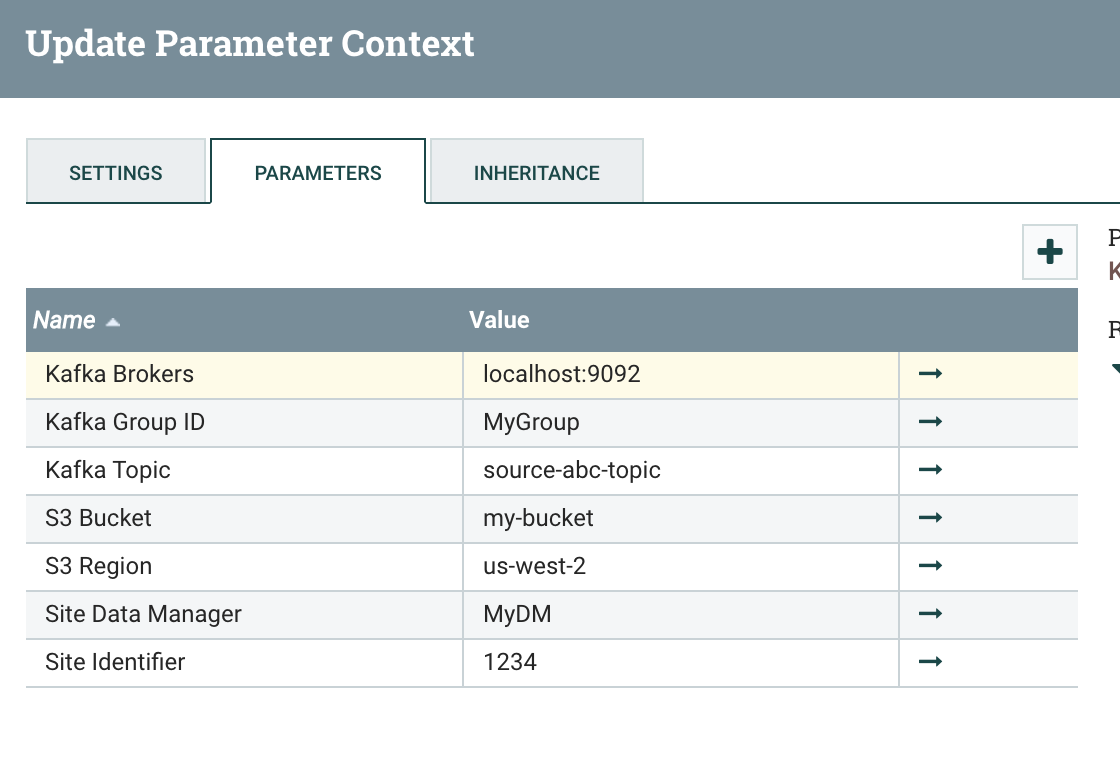 Update Parameter Context
SETTINGS PARAMETERS INHERITANCE
Name Value
Kafka Brokers localhost:9092
Kafka Group ID MyGroup
Kafka Topic source-abc-topic
S3 Bucket my-bucket
S3 Region us-west-2
Site Data Manager MyDM
Site Identifier 1234